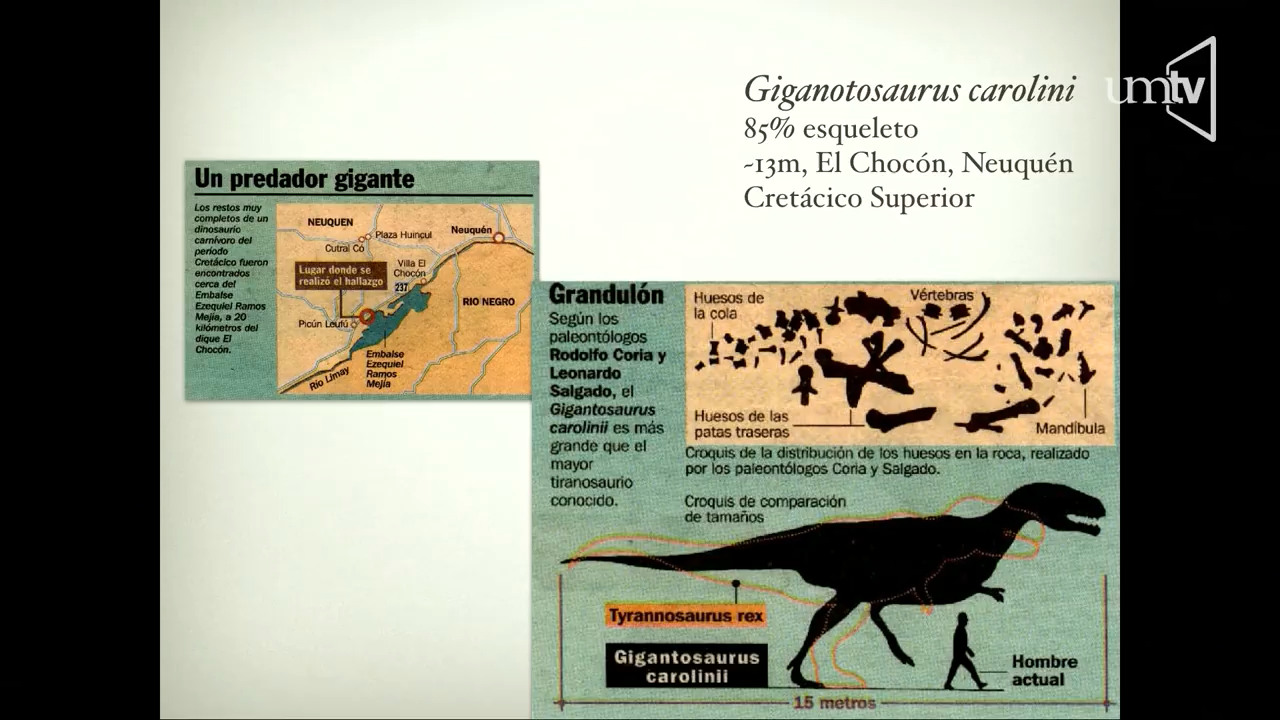 Giganotosaurus carolini
85% esqueleto
~13m, El Chocón, Neuquén
Cretácico Superior
umtv
Un predador gigante
Los restos muy
completos de un
dinosaurio
carnívoro del
período
Cretácico fueron
encontrados
cerca del
Embalse
Ezequiel Ramos
Mejía, a 20
kilómetros del
dique El
Chocón.
NEUQUEN
Plaza Huincul
Neuquén
Cutral Có
Lugar donde se
realizó el hallazgo
Villa El
Chocón
237
RIO NEGRO
Picún Leufú
Embalse
Ezequiel
Ramos
Mejía
Río Limay
Grandulón
Según los
paleontólogos
Rodolfo Coria y
Leonardo
Salgado, el
Gigantosaurus
carolinii es más
grande que el
mayor
tiranosaurio
conocido.
Huesos de
la cola
Vértebras
Huesos de las
patas traseras
Mandíbula
Croquis de la distribución de los huesos en la roca, realizado
por los paleontólogos Coria y Salgado.
Croquis de comparación
de tamaños
Tyrannosaurus rex
Gigantosaurus
carolinii
Hombre
actual
15 metros